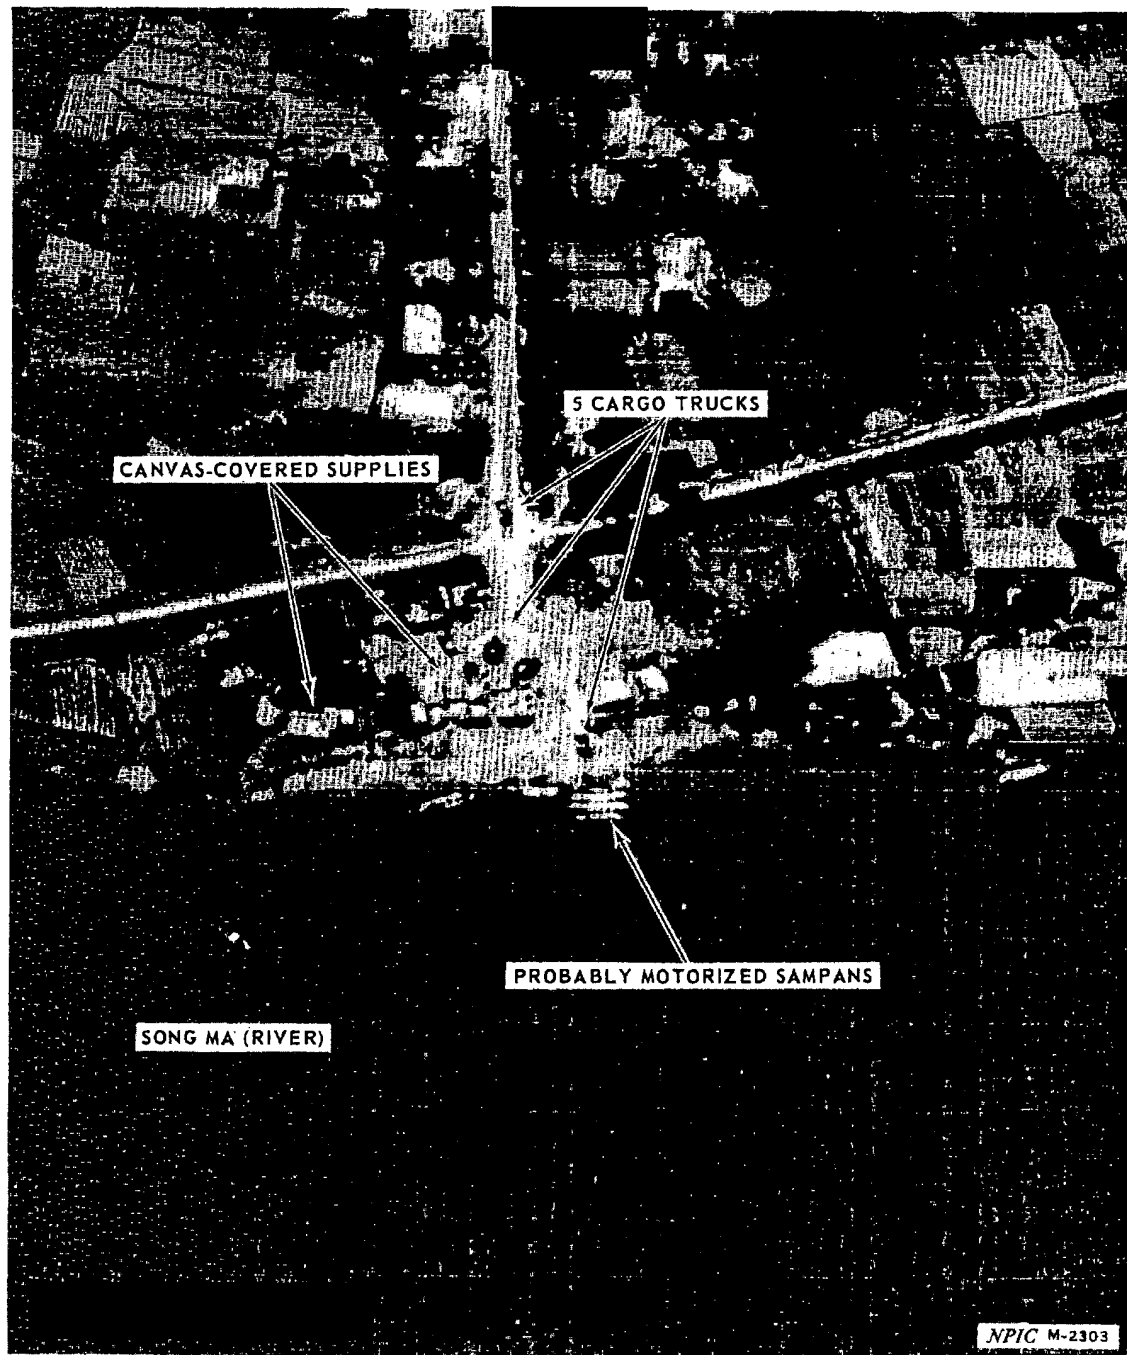 5 CARGO TRUCKS
CANVAS-COVERED SUPPLIES
PROBABLY MOTORIZED SAMPANS
SONG MA (RIVER)
NPIC M-2303